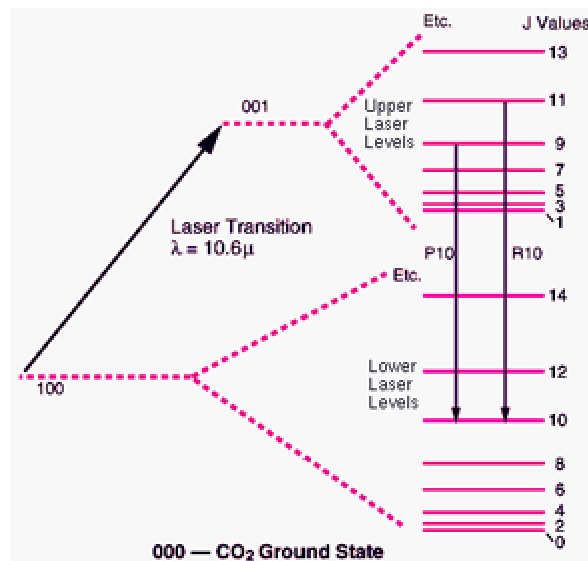 Etc.
J Values
13
001
11
Upper
Laser
Levels
9
7
5
3
1
Laser Transition
λ = 10.6μ
P10
R10
Etc.
14
Lower
Laser
Levels
12
100
10
8
6
4
2
0
000 — CO₂ Ground State